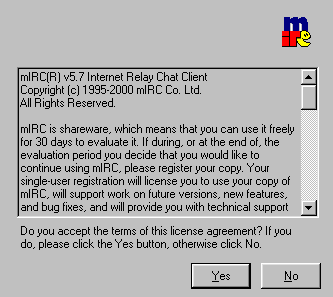 mIRC
mIRC(R) v5.7 Internet Relay Chat Client
Copyright (c) 1995-2000 mIRC Co. Ltd.
All Rights Reserved.
mIRC is shareware, which means that you can use it freely
for 30 days to evaluate it. If during, or at the end of, the
evaluation period you decide that you would like to
continue using mIRC, please register your copy. Your
single-user registration will license you to use your copy of
mIRC, will support work on future versions, new features,
and bug fixes, and will provide you with technical support
Do you accept the terms of this license agreement? If you
do, please click the Yes button, otherwise click No.
Yes
No